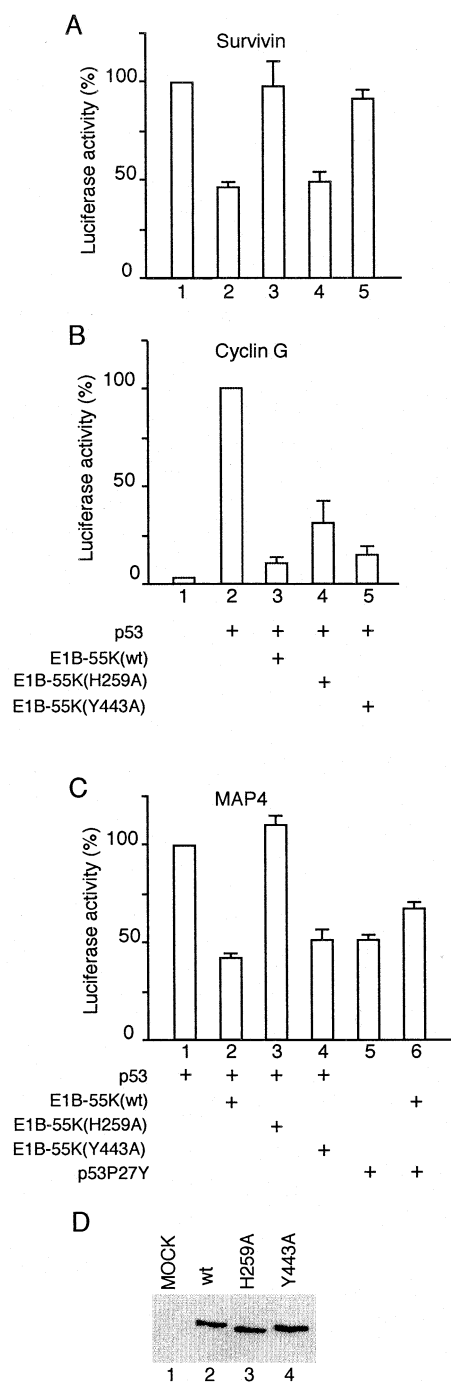 A
Survivin
Luciferase activity (%)
100
50
0
1 2 3 4 5
B
Cyclin G
Luciferase activity (%)
100
50
0
1 2 3 4 5
p53 + + + +
E1B-55K(wt) +
E1B-55K(H259A) +
E1B-55K(Y443A) +
C
MAP4
Luciferase activity (%)
100
50
0
1 2 3 4 5 6
p53 + + + +
E1B-55K(wt) + +
E1B-55K(H259A) +
E1B-55K(Y443A) +
p53P27Y + +
D
MOCK wt H259A Y443A
1 2 3 4